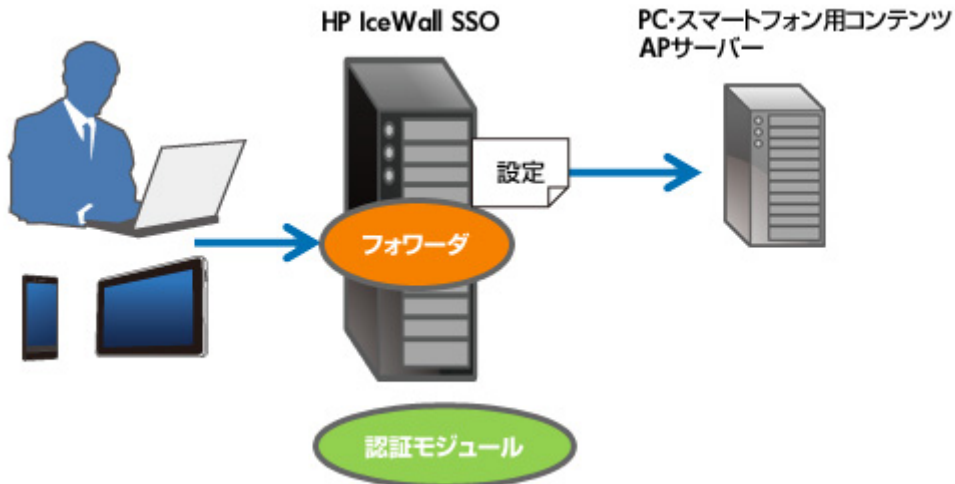 HP IceWall SSO
PC・スマートフォン用コンテンツ
APサーバー
設定
フォワーダ
認証モジュール